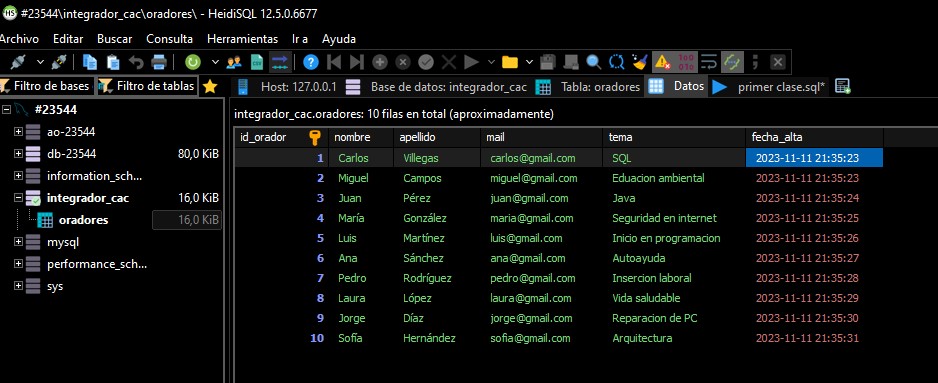 #23544\integrador_cac\oradores\ - HeidiSQL 12.5.0.6677
Archivo Editar Buscar Consulta Herramientas Ir a Ayuda
Filtro de bases Filtro de tablas Host: 127.0.0.1 Base de datos: integrador_cac Tabla: oradores Datos primer clase.sql*
#23544
ao-23544
db-23544 80,0 KiB
information_sch...
integrador_cac 16,0 KiB
oradores 16,0 KiB
mysql
performance_sch...
sys
integrador_cac.oradores: 10 filas en total (aproximadamente)
id_orador nombre apellido mail tema fecha_alta
1 Carlos Villegas carlos@gmail.com SQL 2023-11-11 21:35:23
2 Miguel Campos miguel@gmail.com Eduacion ambiental 2023-11-11 21:35:23
3 Juan Pérez juan@gmail.com Java 2023-11-11 21:35:24
4 María González maria@gmail.com Seguridad en internet 2023-11-11 21:35:25
5 Luis Martínez luis@gmail.com Inicio en programacion 2023-11-11 21:35:26
6 Ana Sánchez ana@gmail.com Autoayuda 2023-11-11 21:35:27
7 Pedro Rodríguez pedro@gmail.com Insercion laboral 2023-11-11 21:35:28
8 Laura López laura@gmail.com Vida saludable 2023-11-11 21:35:29
9 Jorge Díaz jorge@gmail.com Reparacion de PC 2023-11-11 21:35:30
10 Sofía Hernández sofia@gmail.com Arquitectura 2023-11-11 21:35:31